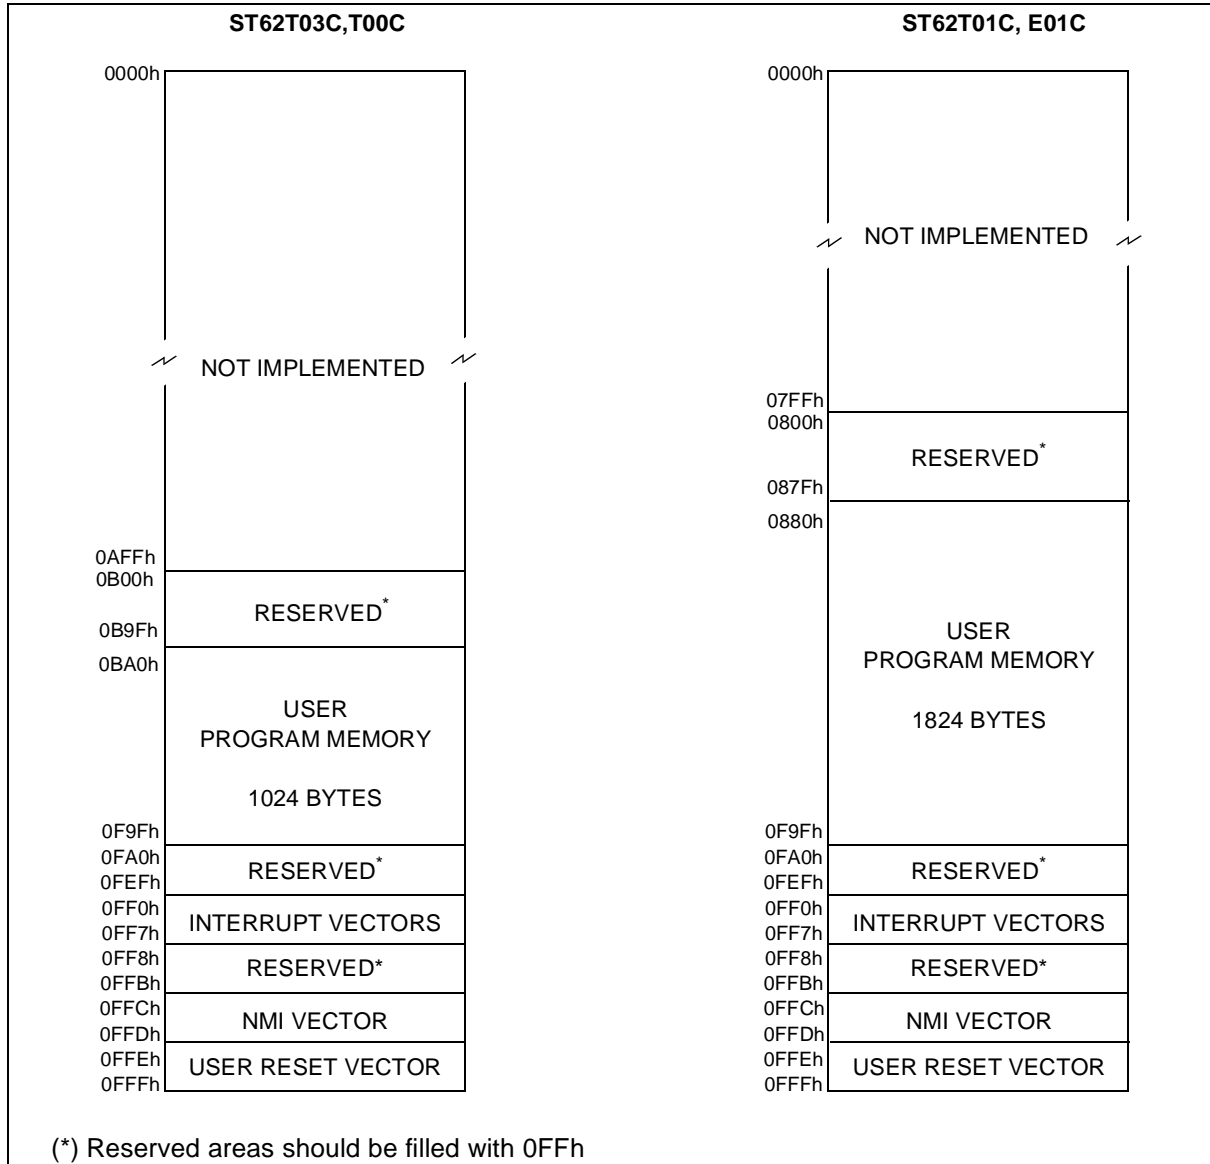 ST62T03C,T00C
0000h
NOT IMPLEMENTED
0AFFh
0B00h
RESERVED*
0B9Fh
0BA0h
USER
PROGRAM MEMORY
1024 BYTES
0F9Fh
0FA0h
RESERVED*
0FEFh
0FF0h
INTERRUPT VECTORS
0FF7h
0FF8h
RESERVED*
0FFBh
0FFCh
NMI VECTOR
0FFDh
0FFEh
USER RESET VECTOR
0FFFh
ST62T01C, E01C
0000h
NOT IMPLEMENTED
07FFh
0800h
RESERVED*
087Fh
0880h
USER
PROGRAM MEMORY
1824 BYTES
0F9Fh
0FA0h
RESERVED*
0FEFh
0FF0h
INTERRUPT VECTORS
0FF7h
0FF8h
RESERVED*
0FFBh
0FFCh
NMI VECTOR
0FFDh
0FFEh
USER RESET VECTOR
0FFFh
(*) Reserved areas should be filled with 0FFh